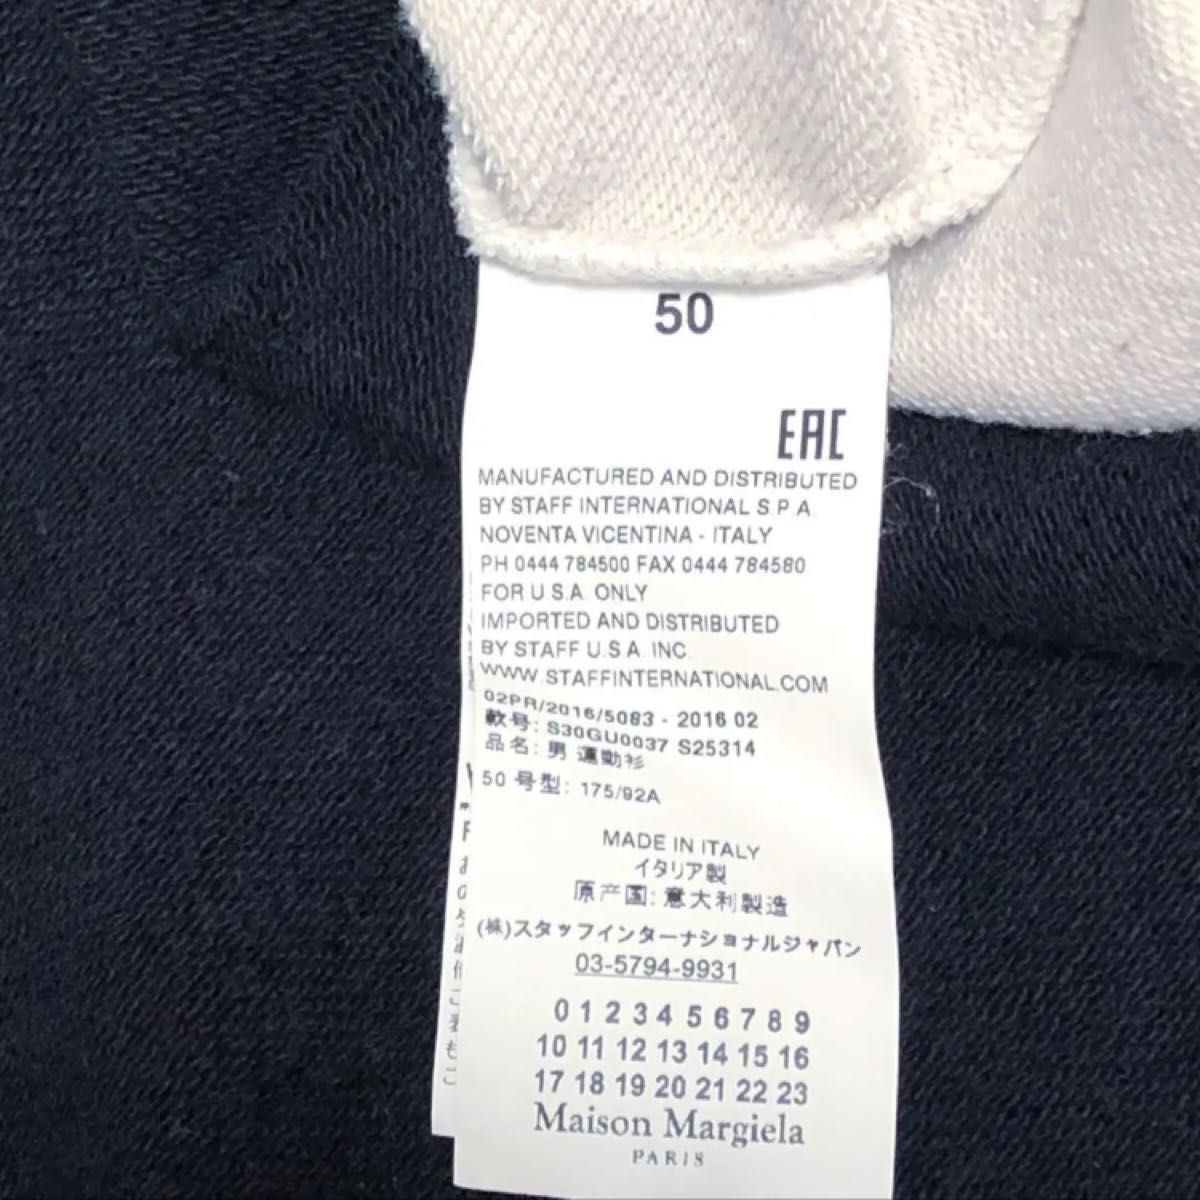 50
EAC
MANUFACTURED AND DISTRIBUTED
BY STAFF INTERNATIONAL S.P.A
NOVENTA VICENTINA - ITALY
PH 0444 784500 FAX 0444 784580
FOR U.S.A. ONLY
IMPORTED AND DISTRIBUTED
BY STAFF U.S.A. INC.
WWW.STAFFINTERNATIONAL.COM
02PR/2016/5083 - 2016 02
款号: S30GU0037 S25314
品名: 男 運動衫
50 号型: 175/92A
MADE IN ITALY
イタリア製
原产国: 意大利製造
(株)スタッフインターナショナルジャパン
03-5794-9931
0 1 2 3 4 5 6 7 8 9
10 11 12 13 14 15 16
17 18 19 20 21 22 23
Maison Margiela
PARIS